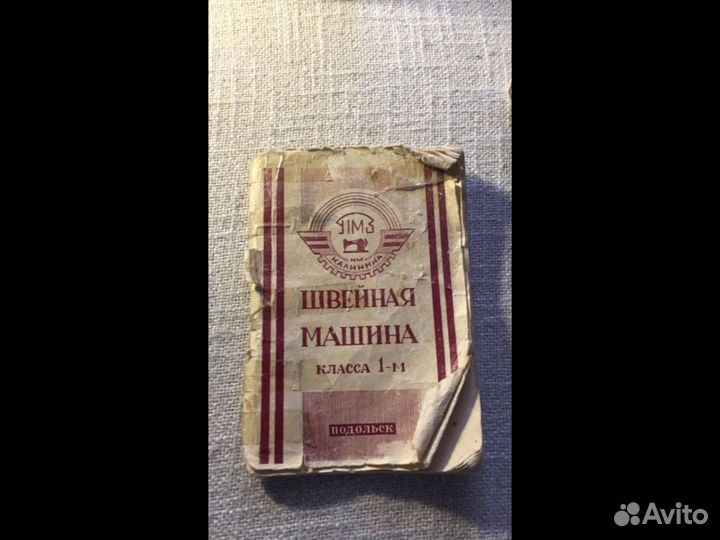 ПМЗ
ИМ.
КАЛИНИНА
ШВЕЙНАЯ
МАШИНА
КЛАССА 1-М
ПОДОЛЬСК
Avito